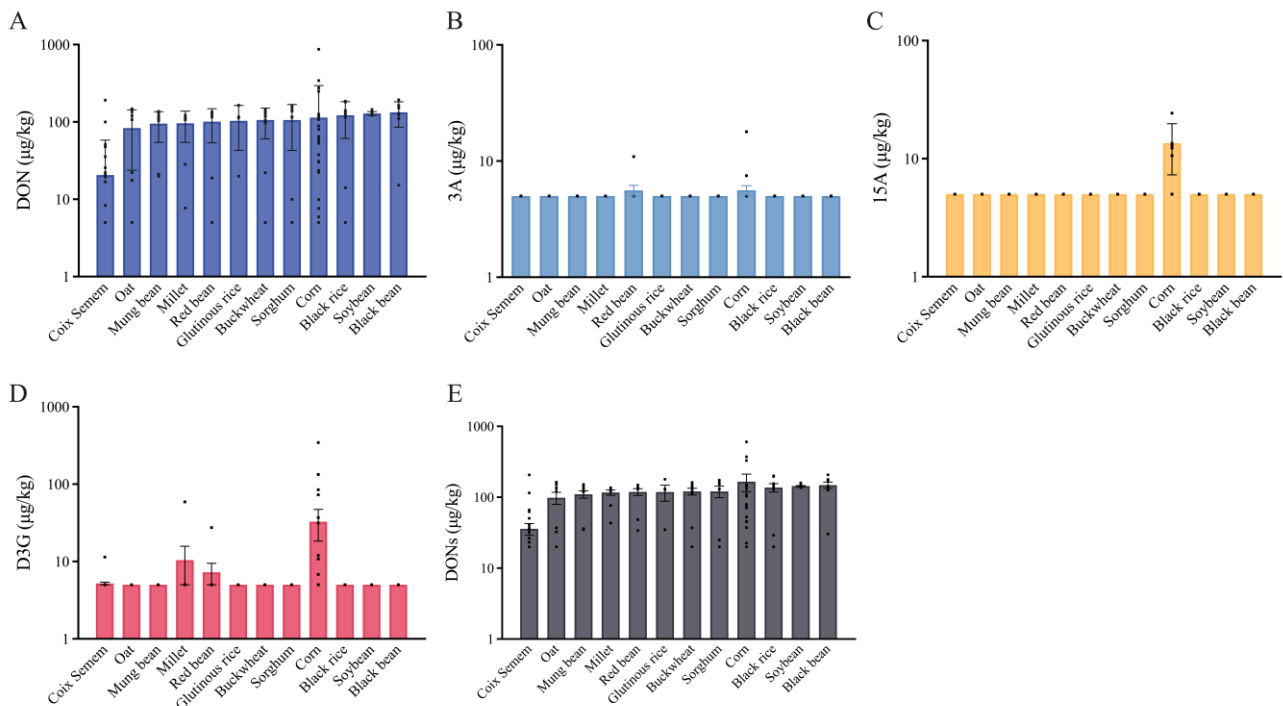 A
1000
100
10
1
DON (μg/kg)
Coix Semem
Oat
Mung bean
Millet
Red bean
Glutinous rice
Buckwheat
Sorghum
Corn
Black rice
Soybean
Black bean
B
100
10
1
3A (μg/kg)
Coix Semem
Oat
Mung bean
Millet
Red bean
Glutinous rice
Buckwheat
Sorghum
Corn
Black rice
Soybean
Black bean
C
100
10
1
15A (μg/kg)
Coix Semem
Oat
Mung bean
Millet
Red bean
Glutinous rice
Buckwheat
Sorghum
Corn
Black rice
Soybean
Black bean
D
1000
100
10
1
D3G (μg/kg)
Coix Semem
Oat
Mung bean
Millet
Red bean
Glutinous rice
Buckwheat
Sorghum
Corn
Black rice
Soybean
Black bean
E
1000
100
10
1
DONs (μg/kg)
Coix Semem
Oat
Mung bean
Millet
Red bean
Glutinous rice
Buckwheat
Sorghum
Corn
Black rice
Soybean
Black bean